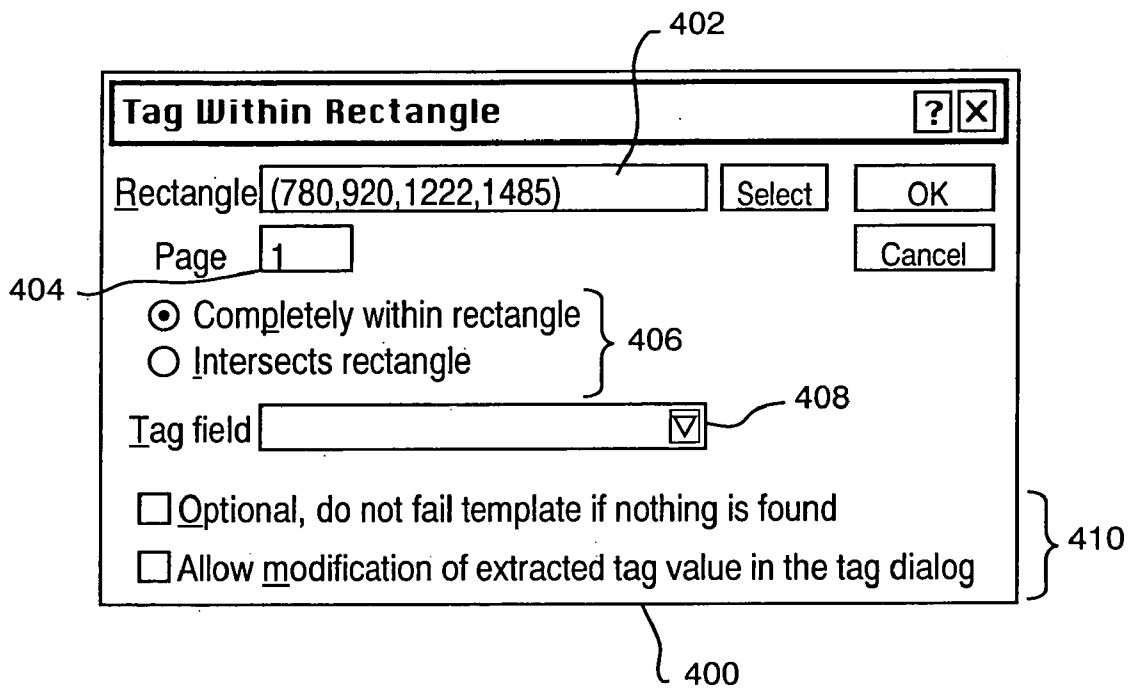 402
Tag Within Rectangle ? X
Rectangle (780,920,1222,1485) Select OK
Page 1 Cancel
404
Completely within rectangle
406
Intersects rectangle
408
Tag field
Optional, do not fail template if nothing is found
410
Allow modification of extracted tag value in the tag dialog
400